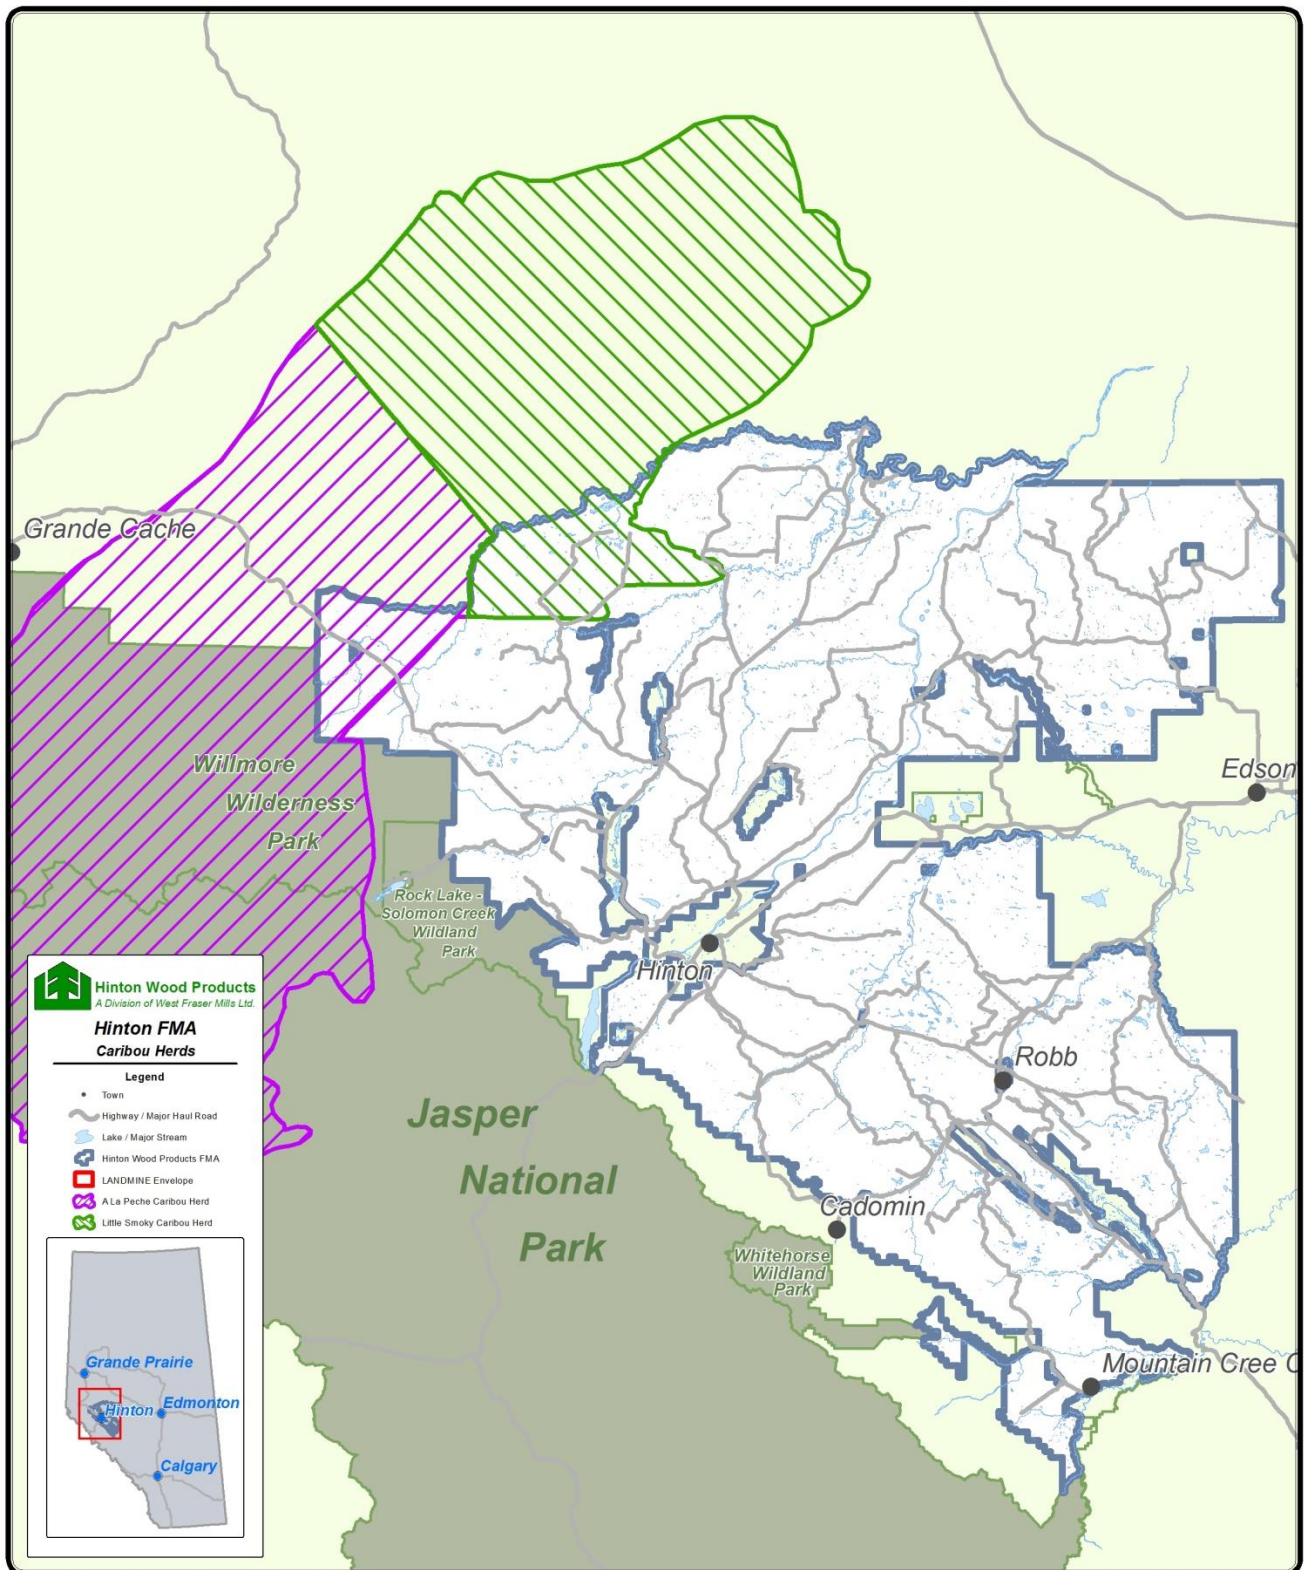 Grande Cache
Edson
Willmore
Wilderness
Park
Rock Lake -
Solomon Creek
Wildland
Park
Hinton
Robb
Jasper
National
Park
Cadomin
Whitehorse
Wildland
Park
Mountain Cree C
Hinton Wood Products
A Division of West Fraser Mills Ltd.
Hinton FMA
Caribou Herds
Legend
Town
Highway / Major Haul Road
Lake / Major Stream
Hinton Wood Products FMA
LANDMINE Envelope
A La Peche Caribou Herd
Little Smoky Caribou Herd
Grande Prairie
Hinton
Edmonton
Calgary